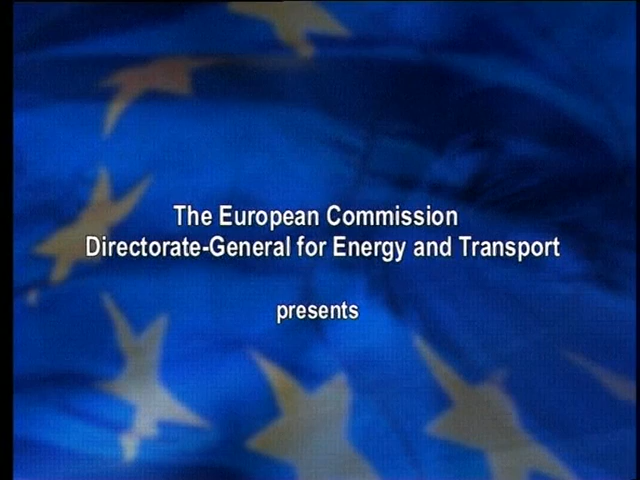 The European Commission
Directorate-General for Energy and Transport
presents